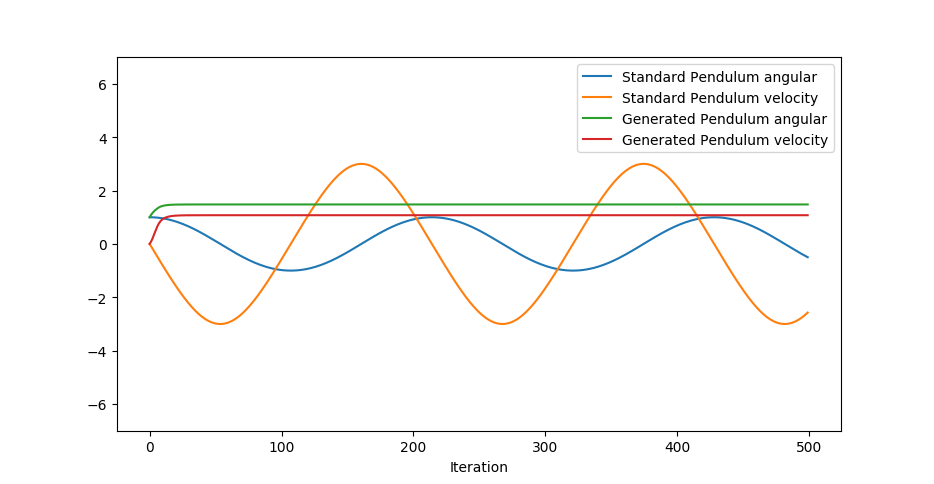 Standard Pendulum angular
Standard Pendulum velocity
Generated Pendulum angular
Generated Pendulum velocity
6
4
2
0
−2
−4
−6
0 100 200 300 400 500
Iteration